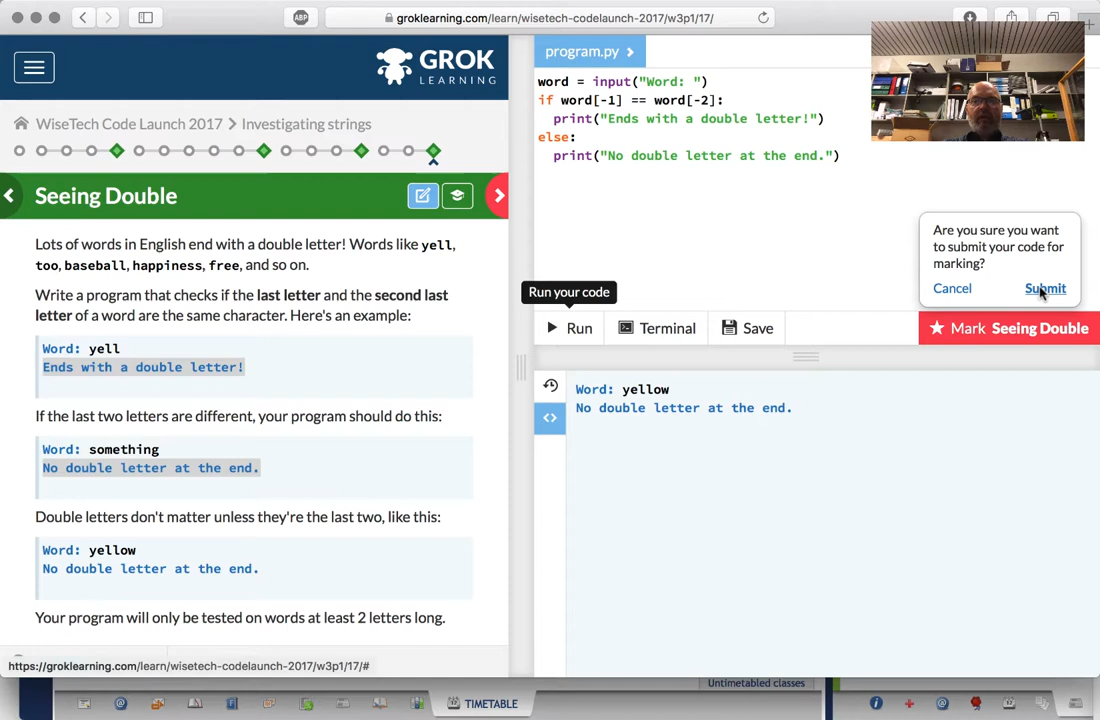 ABP
groklearning.com/learn/wisetech-codelaunch-2017/w3p1/17/
GROK
LEARNING
WiseTech Code Launch 2017 > Investigating strings
Seeing Double
Lots of words in English end with a double letter! Words like yell,
too, baseball, happiness, free, and so on.
Write a program that checks if the last letter and the second last
letter of a word are the same character. Here's an example:
Word: yell
Ends with a double letter!
If the last two letters are different, your program should do this:
Word: something
No double letter at the end.
Double letters don't matter unless they're the last two, like this:
Word: yellow
No double letter at the end.
Your program will only be tested on words at least 2 letters long.
https://groklearning.com/learn/wisetech-codelaunch-2017/w3p1/17/#
program.py
word = input("Word: ")
if word[-1] == word[-2]:
print("Ends with a double letter!")
else:
print("No double letter at the end.")
Are you sure you want
to submit your code for
marking?
Cancel Submit
Run your code
Run Terminal Save Mark Seeing Double
Word: yellow
No double letter at the end.
Untimetabled classes
TIMETABLE